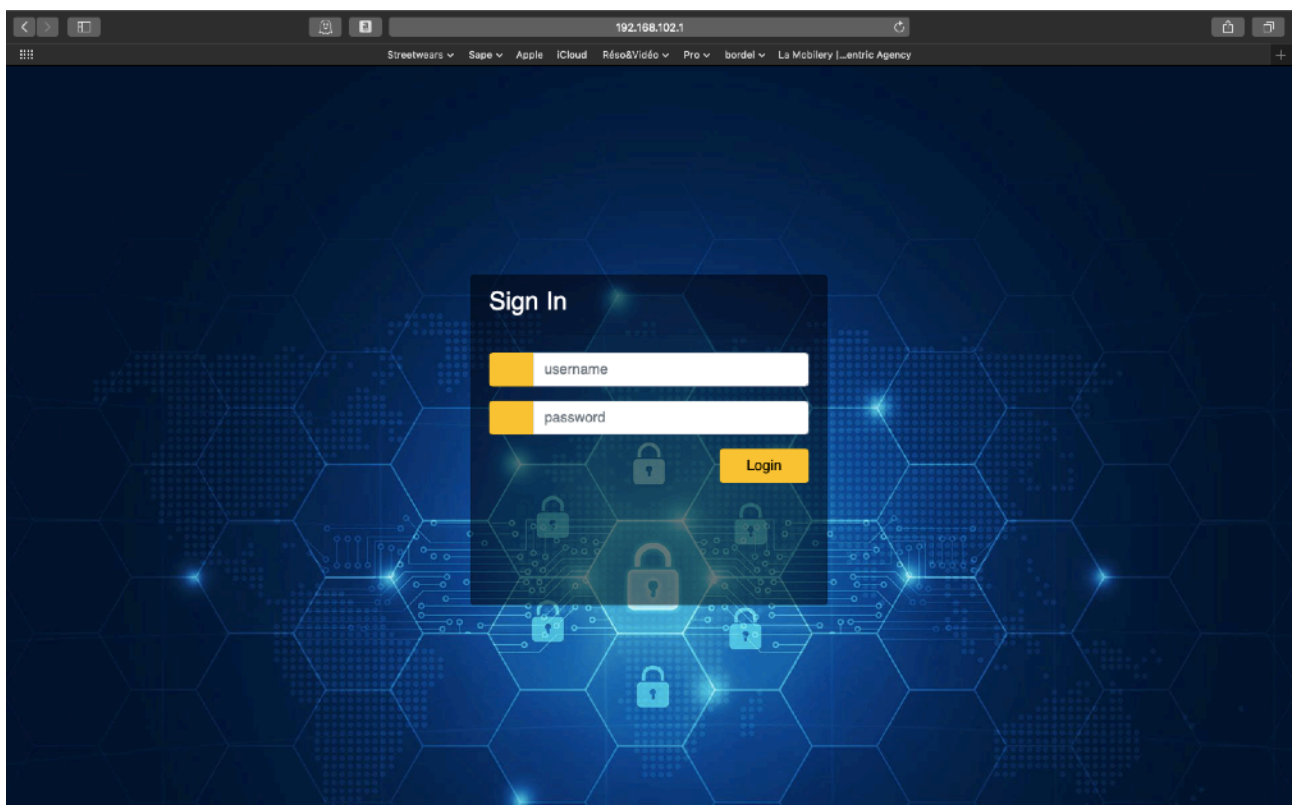 192.168.102.1
Streetwears Sape Apple iCloud Réso&Vidéo Pro bordel La Mobilery |...entric Agency
Sign In
username
password
Login